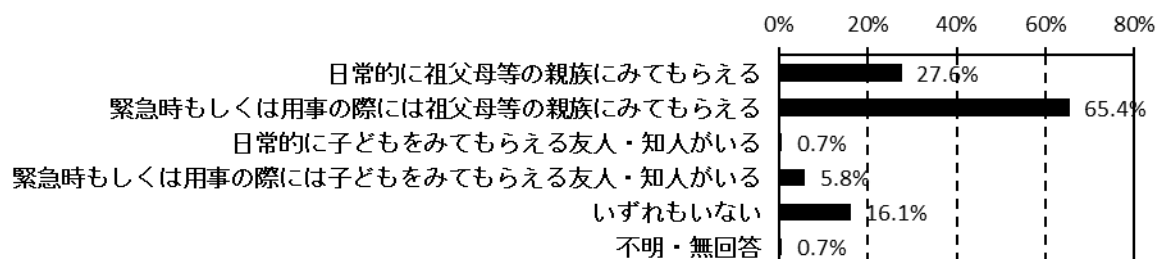 0% 20% 40% 60% 80%
日常的に祖父母等の親族にみてもらえる 27.6%
緊急時もしくは用事の際には祖父母等の親族にみてもらえる 65.4%
日常的に子どもをみてもらえる友人・知人がいる 0.7%
緊急時もしくは用事の際には子どもをみてもらえる友人・知人がいる 5.8%
いずれもいない 16.1%
不明・無回答 0.7%